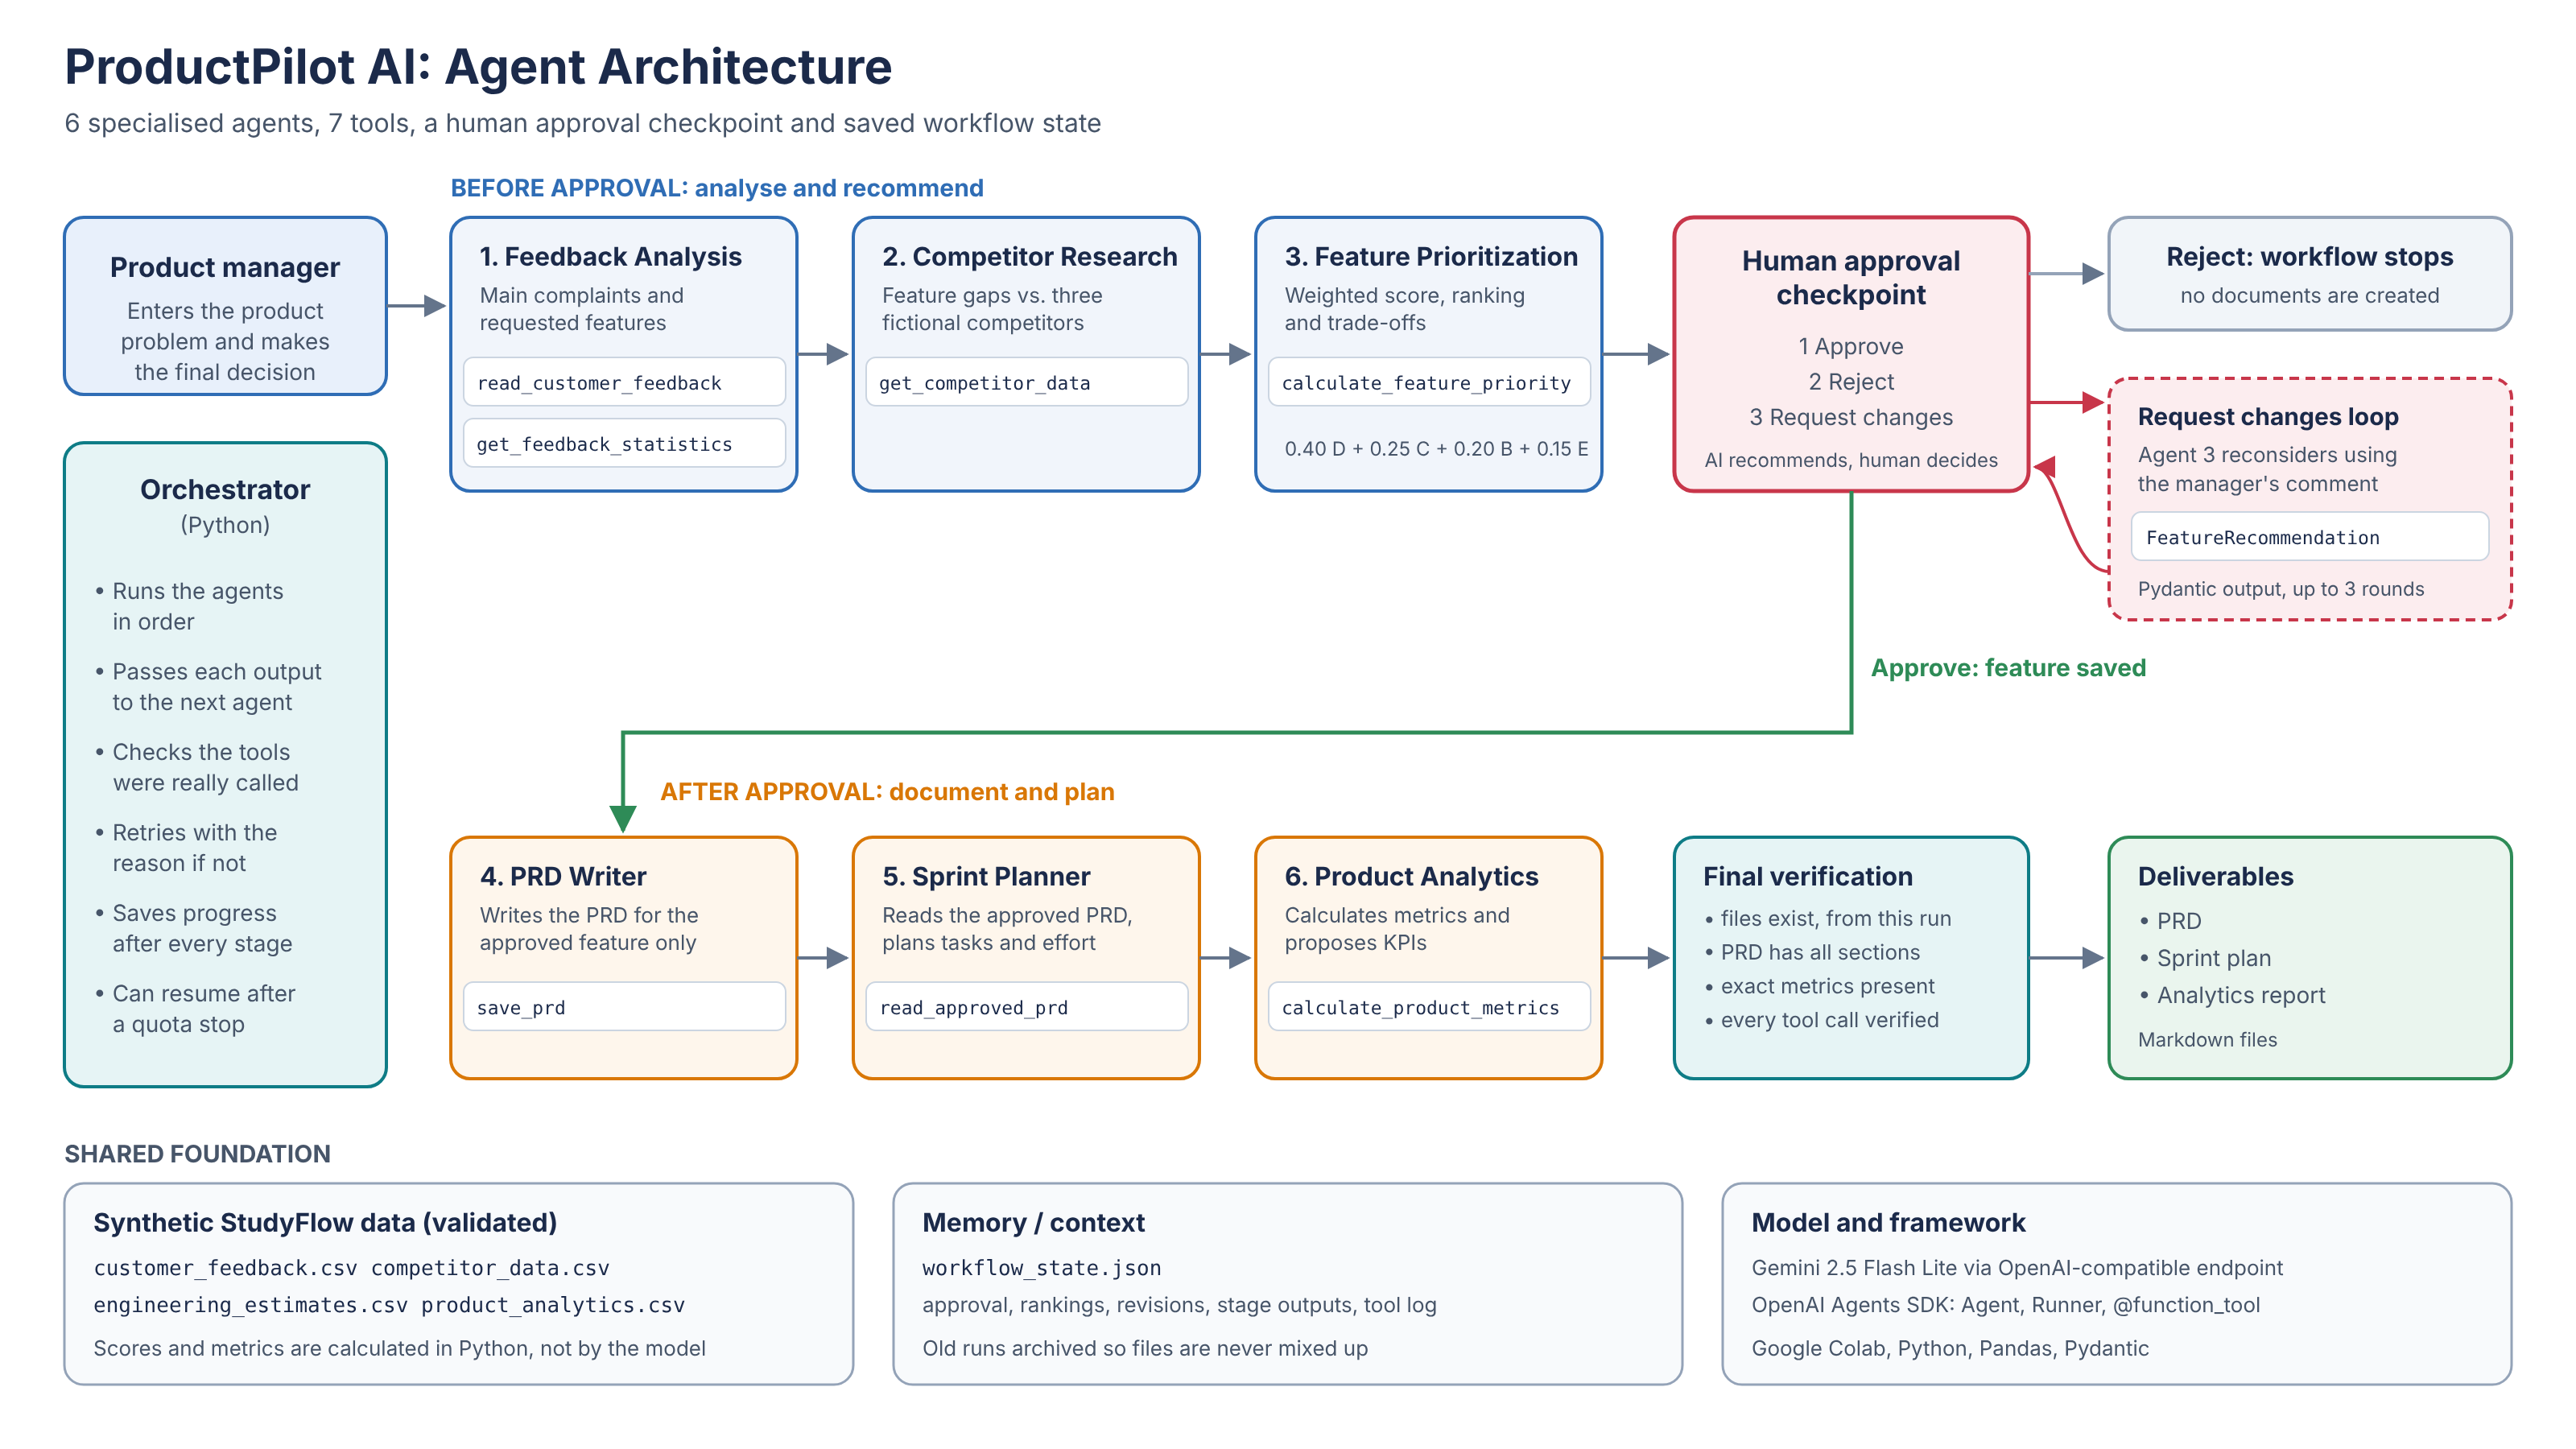 ProductPilot AI: Agent Architecture
6 specialised agents, 7 tools, a human approval checkpoint and saved workflow state
BEFORE APPROVAL: analyse and recommend
Product manager
Enters the product
problem and makes
the final decision
1. Feedback Analysis
Main complaints and
requested features
read_customer_feedback
get_feedback_statistics
2. Competitor Research
Feature gaps vs. three
fictional competitors
get_competitor_data
3. Feature Prioritization
Weighted score, ranking
and trade-offs
calculate_feature_priority
0.40 D + 0.25 C + 0.20 B + 0.15 E
Human approval
checkpoint
1 Approve
2 Reject
3 Request changes
AI recommends, human decides
Reject: workflow stops
no documents are created
Request changes loop
Agent 3 reconsiders using
the manager's comment
FeatureRecommendation
Pydantic output, up to 3 rounds
Orchestrator
(Python)
• Runs the agents
in order
• Passes each output
to the next agent
• Checks the tools
were really called
• Retries with the
reason if not
• Saves progress
after every stage
• Can resume after
a quota stop
Approve: feature saved
AFTER APPROVAL: document and plan
4. PRD Writer
Writes the PRD for the
approved feature only
save_prd
5. Sprint Planner
Reads the approved PRD,
plans tasks and effort
read_approved_prd
6. Product Analytics
Calculates metrics and
proposes KPIs
calculate_product_metrics
Final verification
• files exist, from this run
• PRD has all sections
• exact metrics present
• every tool call verified
Deliverables
• PRD
• Sprint plan
• Analytics report
Markdown files
SHARED FOUNDATION
Synthetic StudyFlow data (validated)
customer_feedback.csv competitor_data.csv
engineering_estimates.csv product_analytics.csv
Scores and metrics are calculated in Python, not by the model
Memory / context
workflow_state.json
approval, rankings, revisions, stage outputs, tool log
Old runs archived so files are never mixed up
Model and framework
Gemini 2.5 Flash Lite via OpenAI-compatible endpoint
OpenAI Agents SDK: Agent, Runner, @function_tool
Google Colab, Python, Pandas, Pydantic